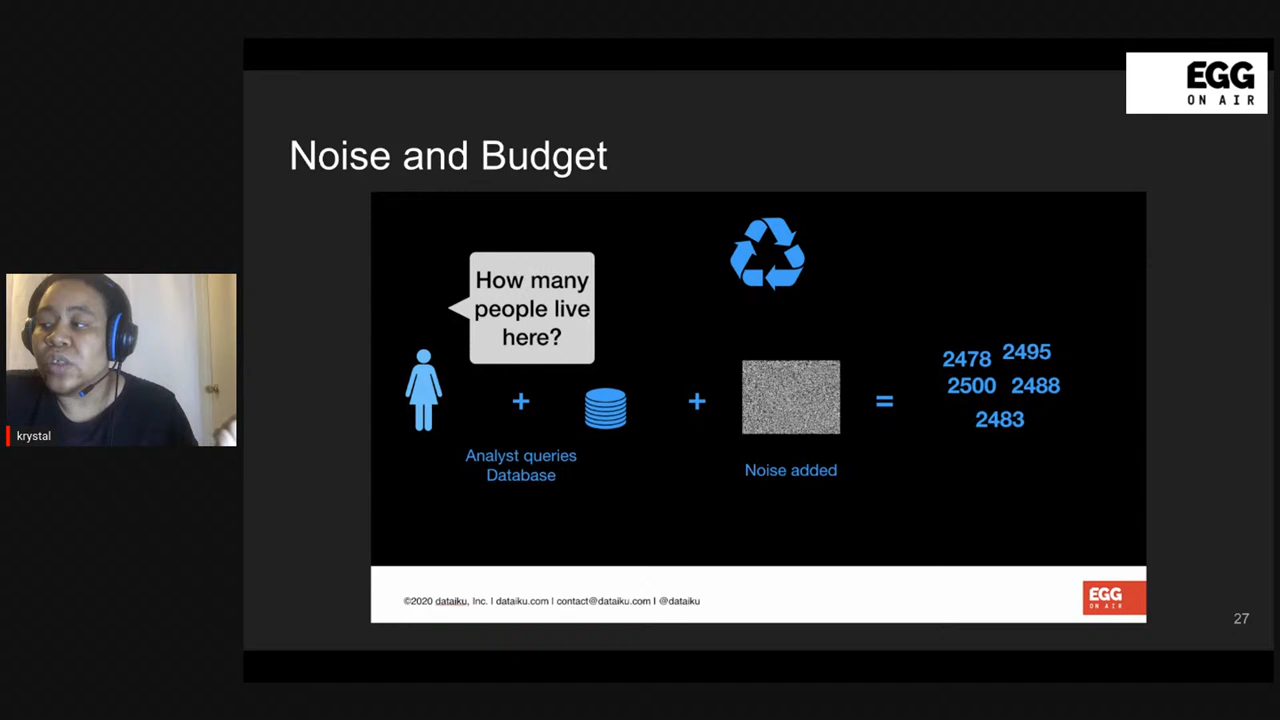 EGG
ON AIR
Noise and Budget
How many
people live
here?
2478 2495
2500 2488
2483
+
+
=
Analyst queries
Database
Noise added
krystal
©2020 dataiku, Inc. | dataiku.com | contact@dataiku.com | @dataiku
EGG
ON AIR
27